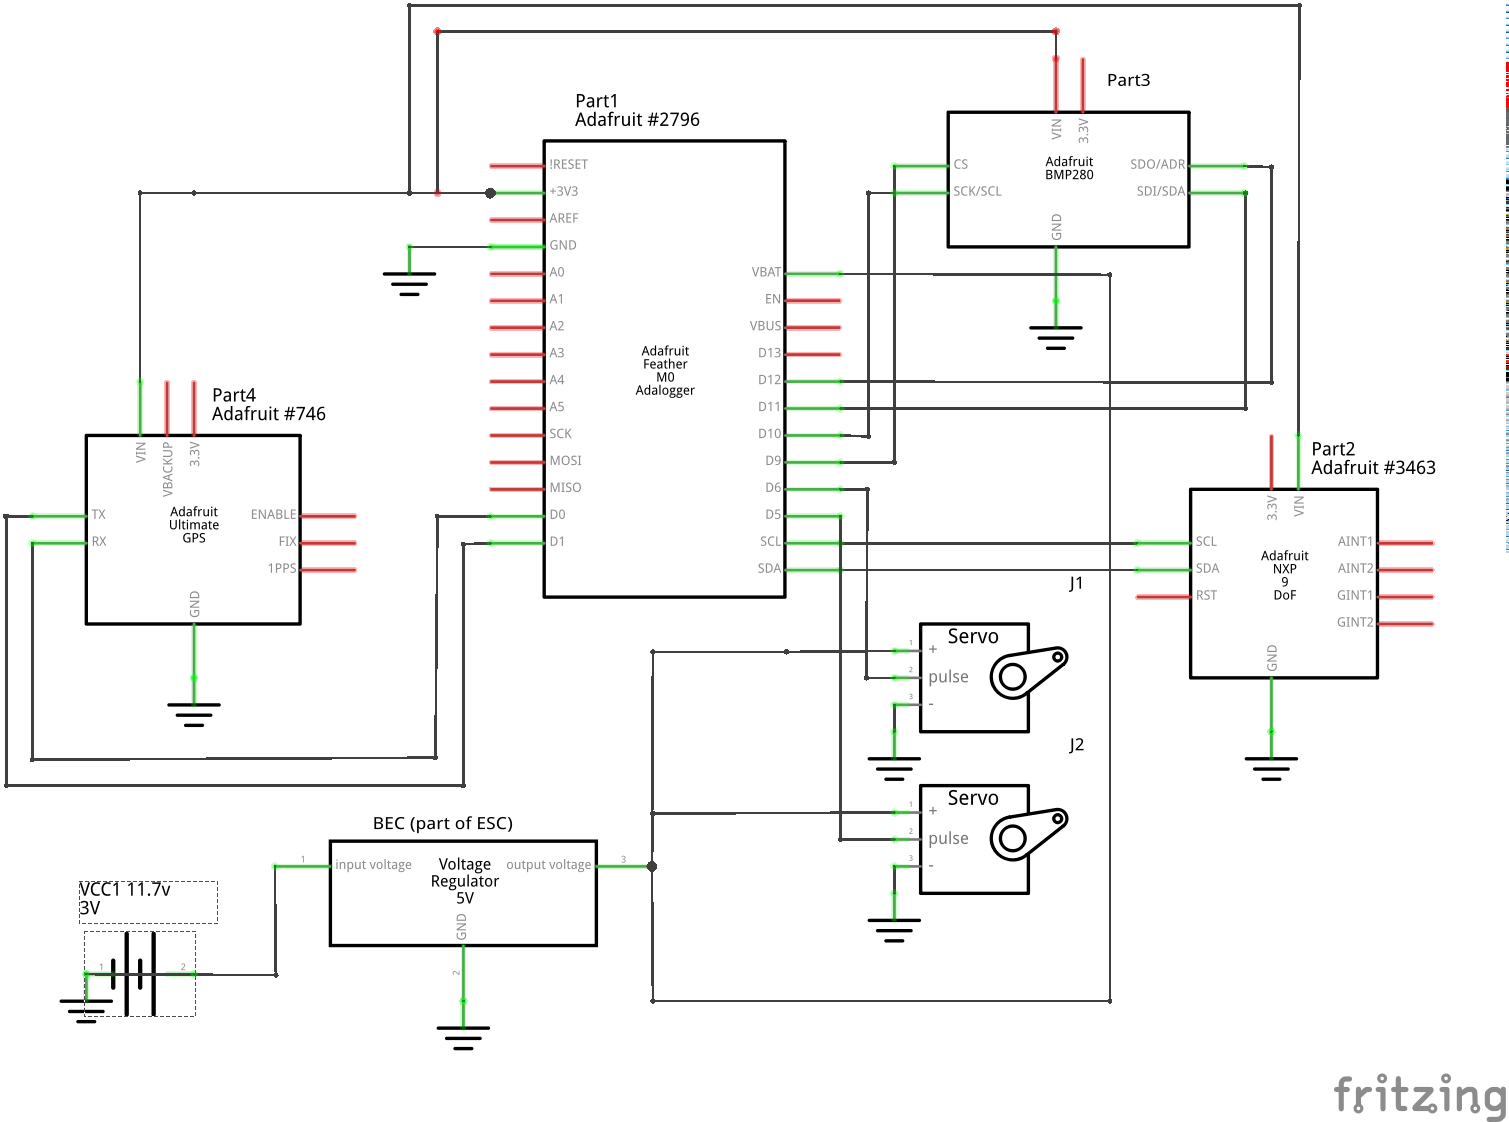 Part1
Adafruit #2796
!RESET
+3V3
AREF
GND
A0
A1
A2
A3
A4
A5
SCK
MOSI
MISO
D0
D1
VBAT
EN
VBUS
D13
D12
D11
D10
D9
D6
D5
SCL
SDA
Adafruit
Feather
M0
Adalogger
Part3
VIN
3.3V
CS
SCK/SCL
Adafruit
BMP280
SDO/ADR
SDI/SDA
GND
Part4
Adafruit #746
VIN
VBACKUP
3.3V
TX
RX
Adafruit
Ultimate
GPS
ENABLE
FIX
1PPS
GND
Part2
Adafruit #3463
3.3V
VIN
SCL
SDA
RST
Adafruit
NXP
9
DoF
AINT1
AINT2
GINT1
GINT2
GND
J1
Servo
1
+
2
pulse
3
-
J2
Servo
1
+
2
pulse
3
-
BEC (part of ESC)
1
input voltage
Voltage
Regulator
5V
output voltage
3
GND
2
VCC1 11.7v
3V
1
2
fritzing